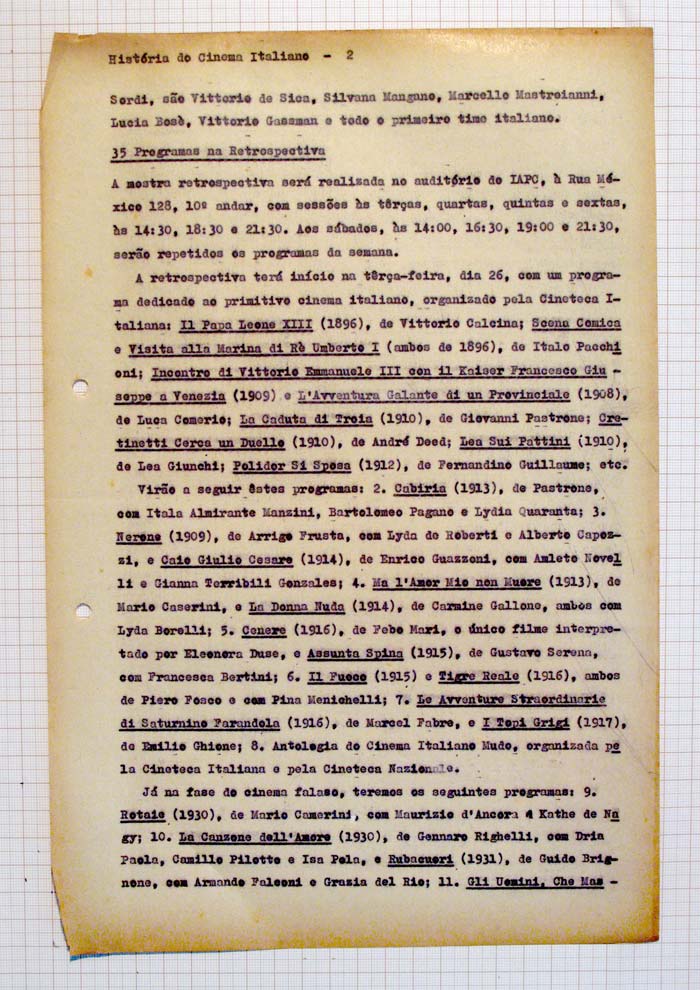 História do Cinema Italiano - 2
Sordi, são Vittorio de Sica, Silvana Mangano, Marcello Mastroianni,
Lucia Bosè, Vittorio Gassman e todo o primeiro time italiano.
35 Programas na Retrospectiva
A mostra retrospectiva será realizada no auditório do IAPC, à Rua Mé-
xico 128, 10º andar, com sessões às têrças, quartas, quintas e sextas,
às 14:30, 18:30 e 21:30. Aos sábados, às 14:00, 16:30, 19:00 e 21:30,
serão repetidos os programas da semana.
A retrospectiva terá início na têrça-feira, dia 26, com um progra-
ma dedicado ao primitivo cinema italiano, organizado pela Cineteca I-
taliana: Il Papa Leone XIII (1896), de Vittorio Calcina; Scena Comica
e Visita alla Marina di Rè Umberto I (ambos de 1896), de Italo Pacchi
oni; Incontro di Vittorio Emmanuele III con il Kaiser Francesco Giu -
seppe a Venezia (1909) e L'Avventura Galante di un Provinciale (1908),
de Luca Comerio; La Caduta di Troia (1910), de Giovanni Pastrone; Cre-
tinetti Cerca un Duello (1910), de André Deed; Lea Sui Pattini (1910),
de Lea Giunchi; Polidor Si Sposa (1912), de Fernandino Guillaume; etc.
Virão a seguir êstes programas: 2. Cabiria (1913), de Pastrone,
com Itala Almirante Manzini, Bartolomeo Pagano e Lydia Quaranta; 3.
Nerone (1909), de Arrigo Frusta, com Lyda de Roberti e Alberto Capoz-
zi, e Caio Giulio Cesare (1914), de Enrico Guazzoni, com Amleto Novel
li e Gianna Terribili Gonzales; 4. Ma l'Amor Mio non Muore (1913), de
Mario Caserini, e La Donna Nuda (1914), de Carmine Gallone, ambos com
Lyda Borelli; 5. Cenere (1916), de Febo Mari, o único filme interpre-
tado por Eleonora Duse, e Assunta Spina (1915), de Gustavo Serena,
com Francesca Bertini; 6. Il Fuoco (1915) e Tigre Reale (1916), ambos
de Piero Fosco e com Pina Menichelli; 7. Le Avventure Straordinarie
di Saturnino Farandola (1916), de Marcel Fabre, e I Topi Grigi (1917),
de Emilio Ghione; 8. Antologia do Cinema Italiano Mudo, organizada pe
la Cineteca Italiana e pela Cineteca Nazionale.
Já na fase do cinema falaso, teremos os seguintes programas: 9.
Rotaie (1930), de Mario Camerini, com Maurizio d'Ancora e Kathe de Na
gy; 10. La Canzone dell'Amore (1930), de Gennaro Righelli, com Dria
Paola, Camillo Pilotto e Isa Pola, e Rubacuori (1931), de Guido Brig-
none, com Armando Falconi e Grazia del Rio; 11. Gli Uomini, Che Mas -